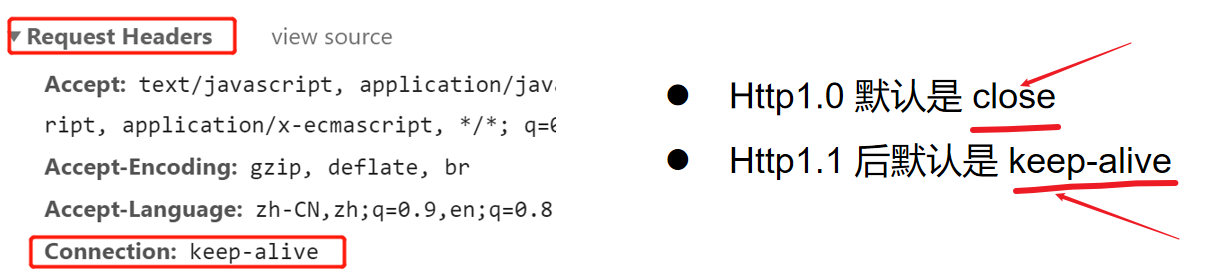 Request Headers view source
Accept: text/javascript, application/java
ript, application/x-ecmascript, */*; q=0
Accept-Encoding: gzip, deflate, br
Accept-Language: zh-CN,zh;q=0.9,en;q=0.8
Connection: keep-alive
Http1.0 默认是 close
Http1.1 后默认是 keep-alive